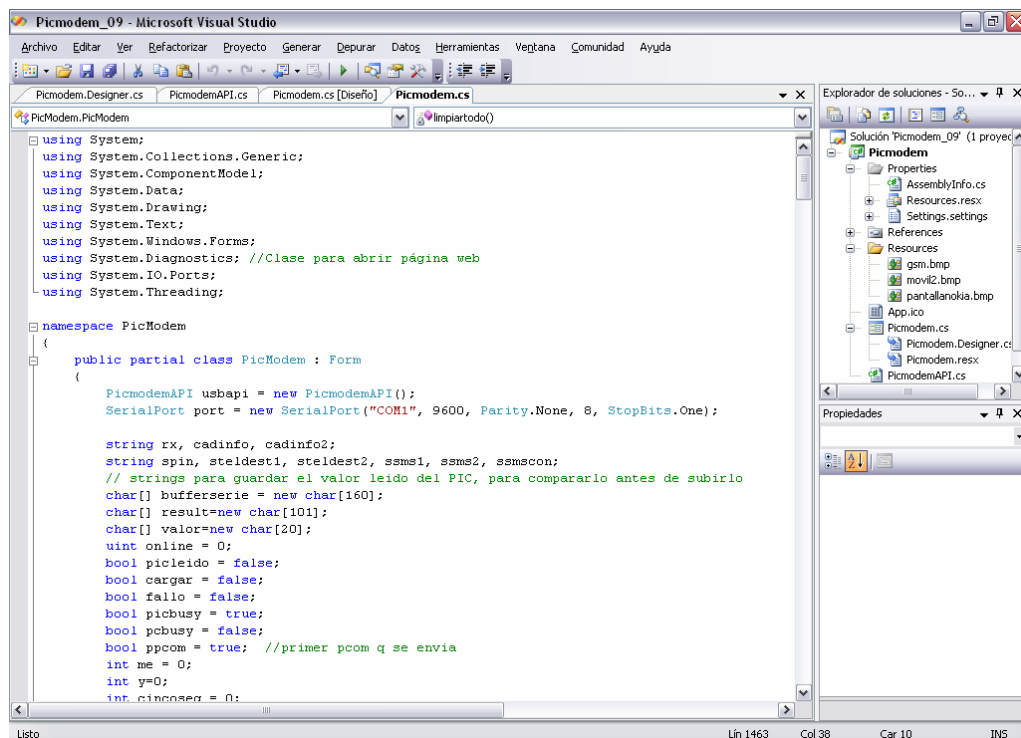 Picmodem_09 - Microsoft Visual Studio
Archivo Editar Ver Refactorizar Proyecto Generar Depurar Datos Herramientas Ventana Comunidad Ayuda
Picmodem.Designer.cs PicmodemAPI.cs Picmodem.cs [Diseño] Picmodem.cs
PicModem.PicModem limpiartodo()
using System;
using System.Collections.Generic;
using System.ComponentModel;
using System.Data;
using System.Drawing;
using System.Text;
using System.Windows.Forms;
using System.Diagnostics; //Clase para abrir página web
using System.IO.Ports;
using System.Threading;
namespace PicModem
{
public partial class PicModem : Form
{
PicmodemAPI usbapi = new PicmodemAPI();
SerialPort port = new SerialPort("COM1", 9600, Parity.None, 8, StopBits.One);
string rx, cadinfo, cadinfo2;
string spin, steldest1, steldest2, ssms1, ssms2, ssmscon;
// strings para guardar el valor leido del PIC, para compararlo antes de subirlo
char[] bufferserie = new char[160];
char[] result=new char[101];
char[] valor=new char[20];
uint online = 0;
bool picleido = false;
bool cargar = false;
bool fallo = false;
bool picbusy = true;
bool pcbusy = false;
bool ppcom = true; //primer pcom q se envia
int me = 0;
int y=0;
int cincoseg = 0;
Explorador de soluciones - So...
Solución 'Picmodem_09' (1 proyec
Picmodem
Properties
AssemblyInfo.cs
Resources.resx
Settings.settings
References
Resources
gsm.bmp
movil2.bmp
pantallanokia.bmp
App.ico
Picmodem.cs
Picmodem.Designer.cs
Picmodem.resx
PicmodemAPI.cs
Propiedades
Listo Lín 1463 Col 38 Car 10 INS